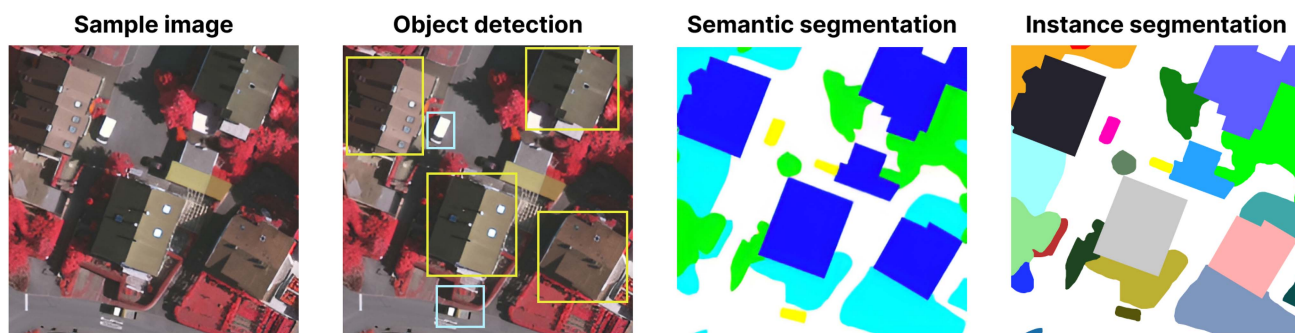 Sample image
Object detection
Semantic segmentation
Instance segmentation